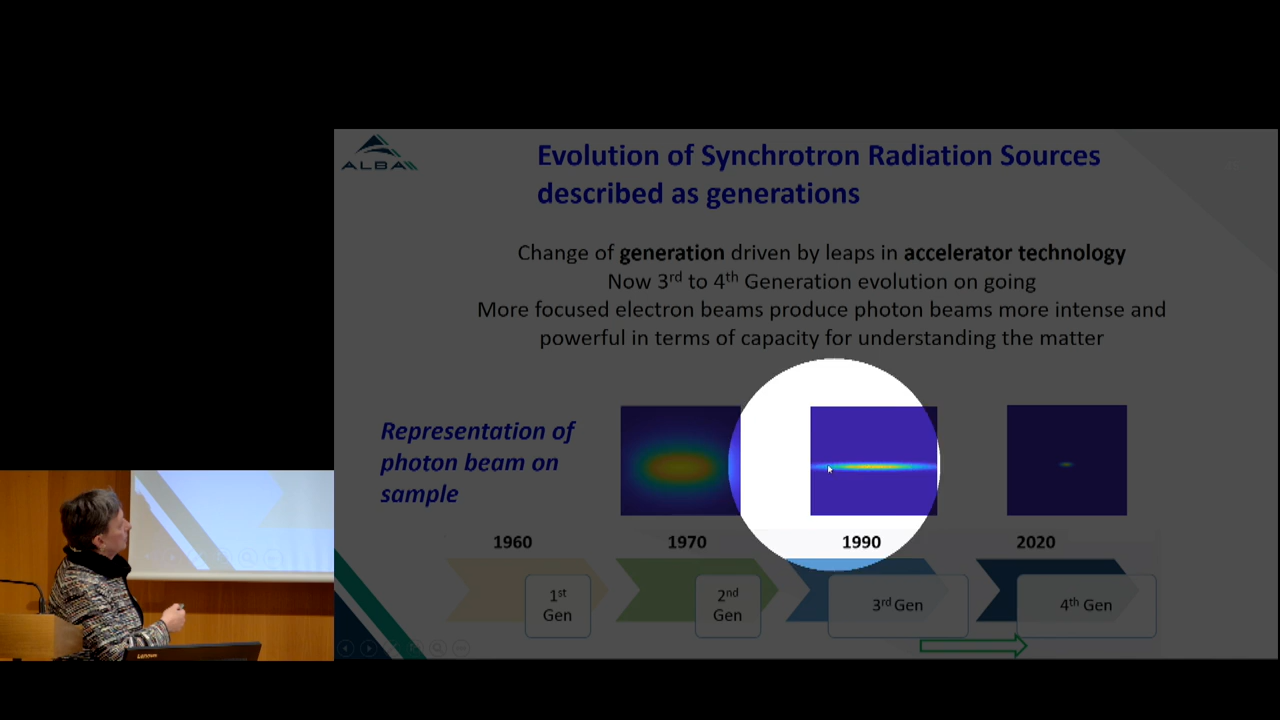 ALBA
Evolution of Synchrotron Radiation Sources
described as generations
Change of generation driven by leaps in accelerator technology
Now 3rd to 4th Generation evolution on going
More focused electron beams produce photon beams more intense and
powerful in terms of capacity for understanding the matter
Representation of
photon beam on
sample
1960
1970
1990
2020
1st
Gen
2nd
Gen
3rd Gen
4th Gen
Lenovo